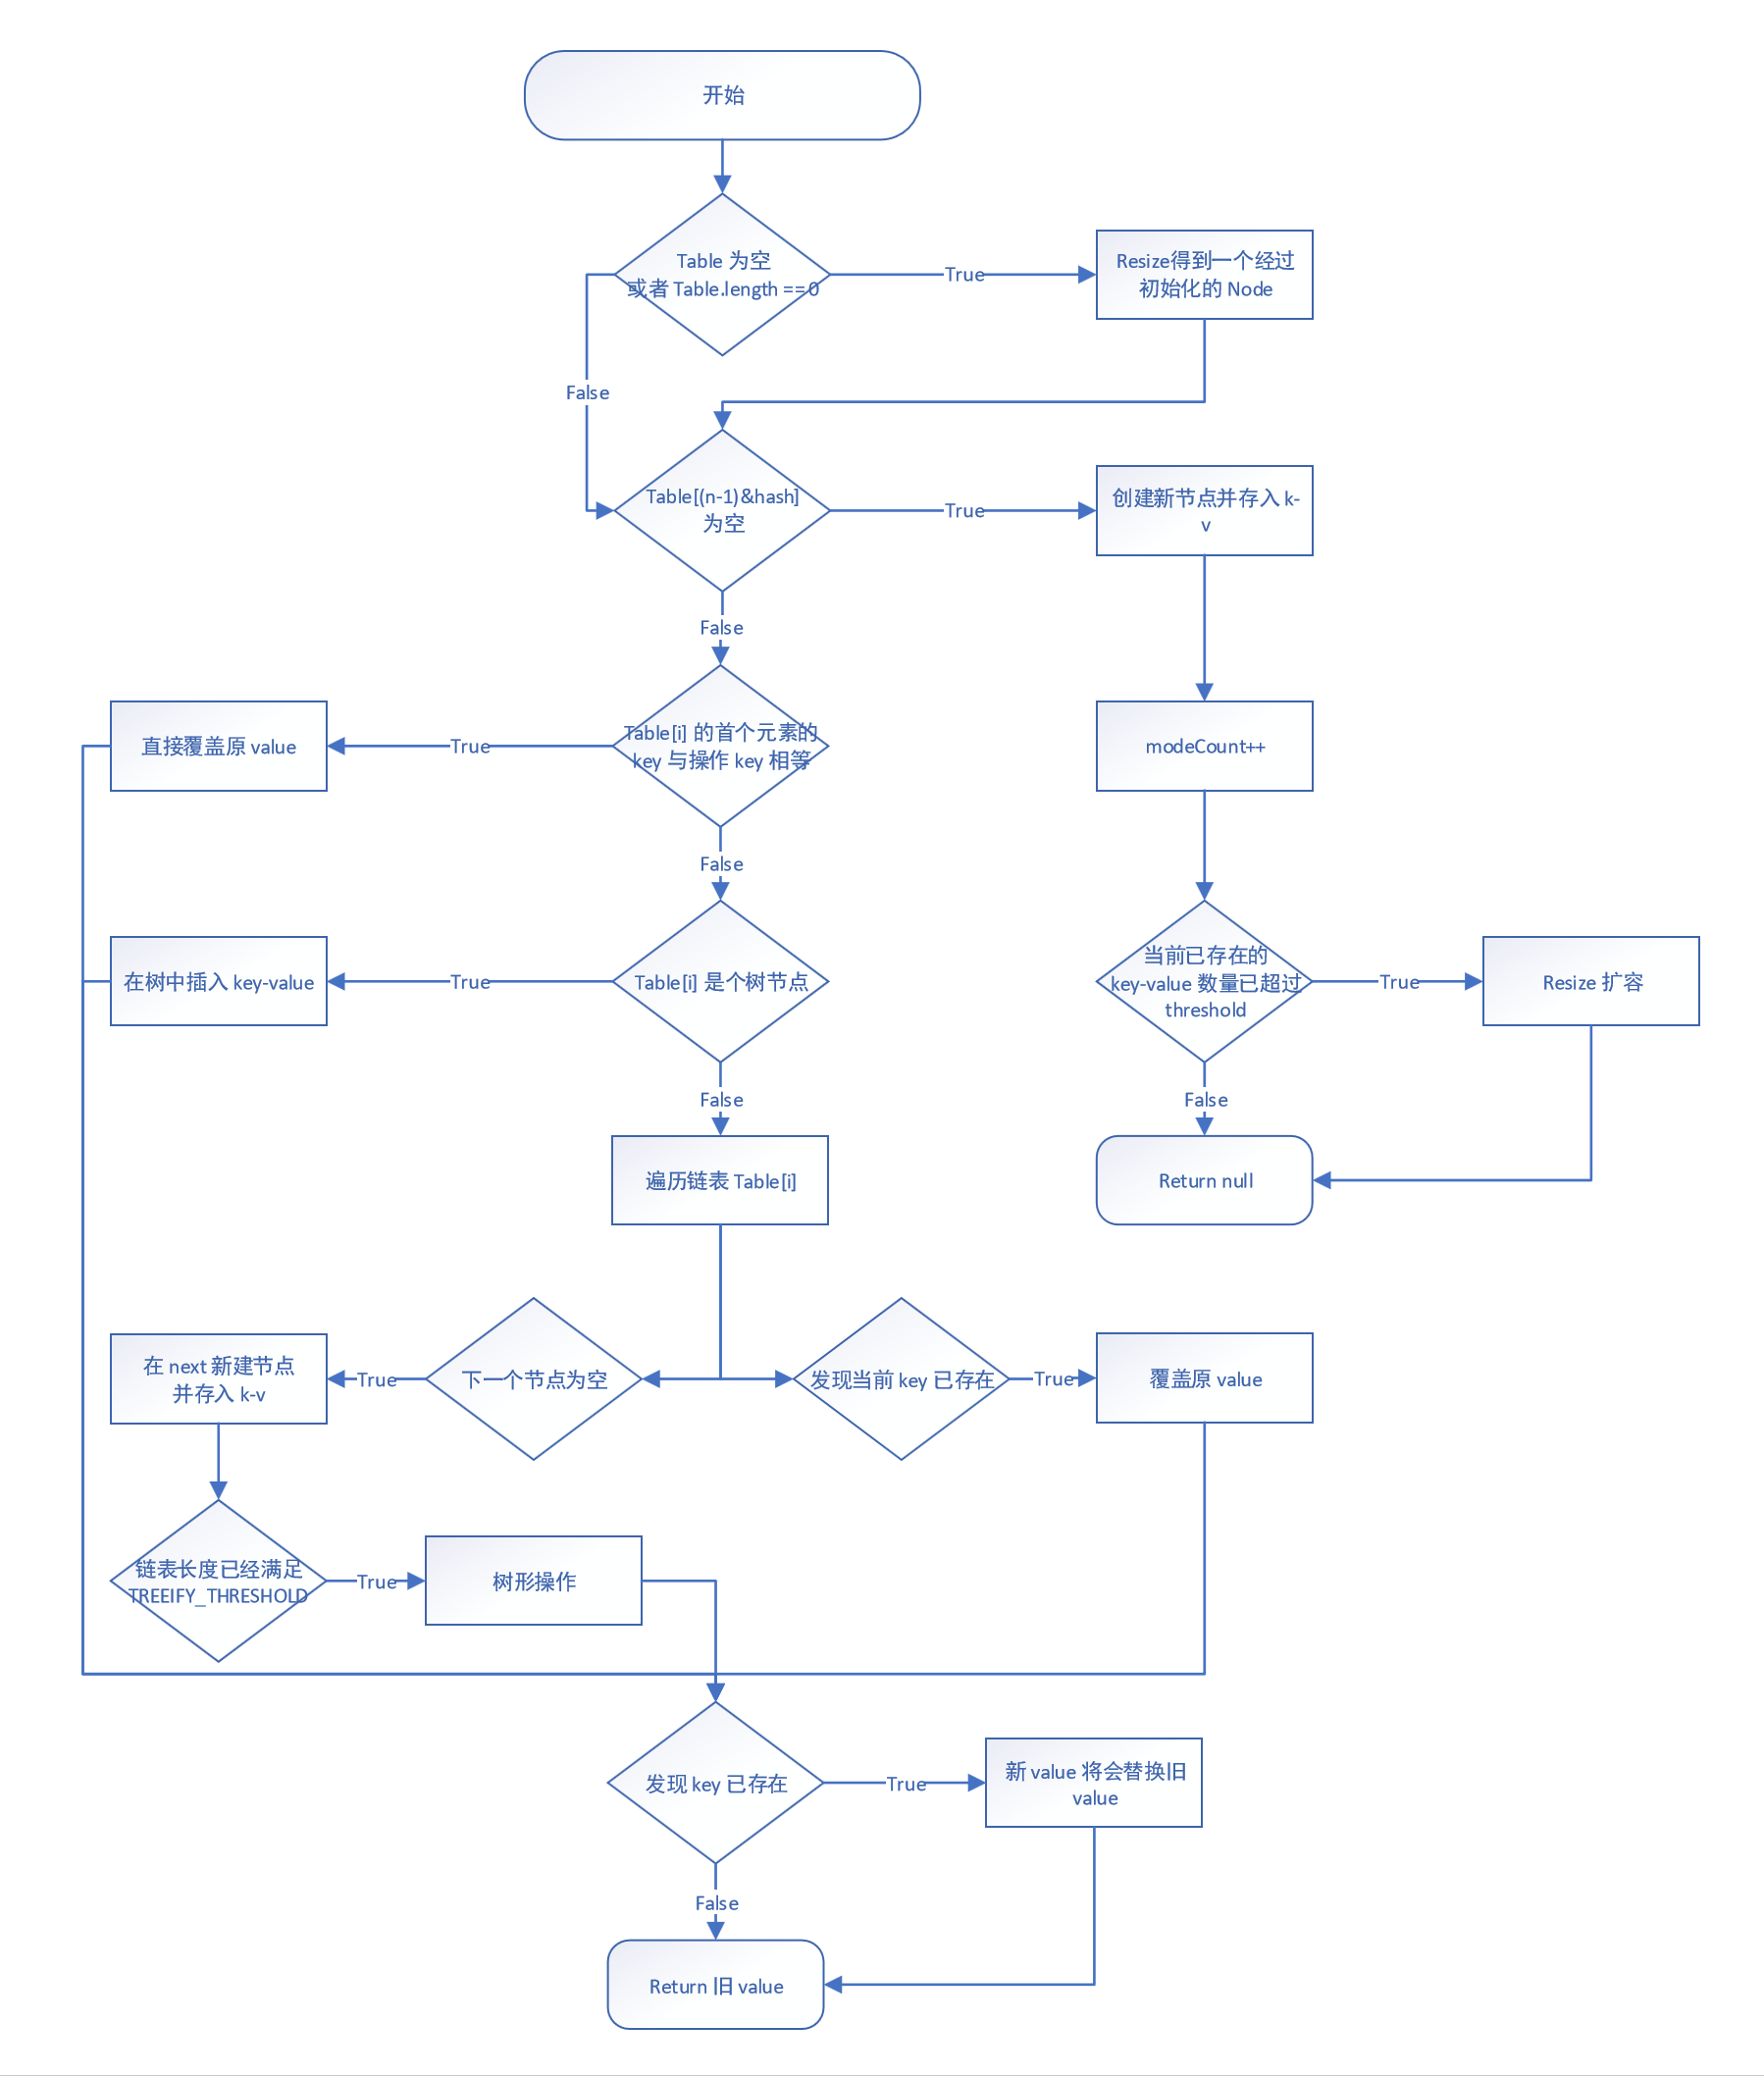 开始
Table 为空
或者 Table.length ==0
True
Resize得到一个经过
初始化的 Node
False
Table[(n-1)&hash]
为空
True
创建新节点并存入 k-
v
False
直接覆盖原 value
True
Table[i] 的首个元素的
key 与操作 key 相等
modeCount++
False
在树中插入 key-value
True
Table[i] 是个树节点
当前已存在的
key-value 数量已超过
threshold
True
Resize 扩容
False
False
遍历链表 Table[i]
Return null
在 next 新建节点
并存入 k-v
True
下一个节点为空
发现当前 key 已存在
True
覆盖原 value
链表长度已经满足
TREEIFY_THRESHOLD
True
树形操作
发现 key 已存在
True
新 value 将会替换旧
value
False
Return 旧 value